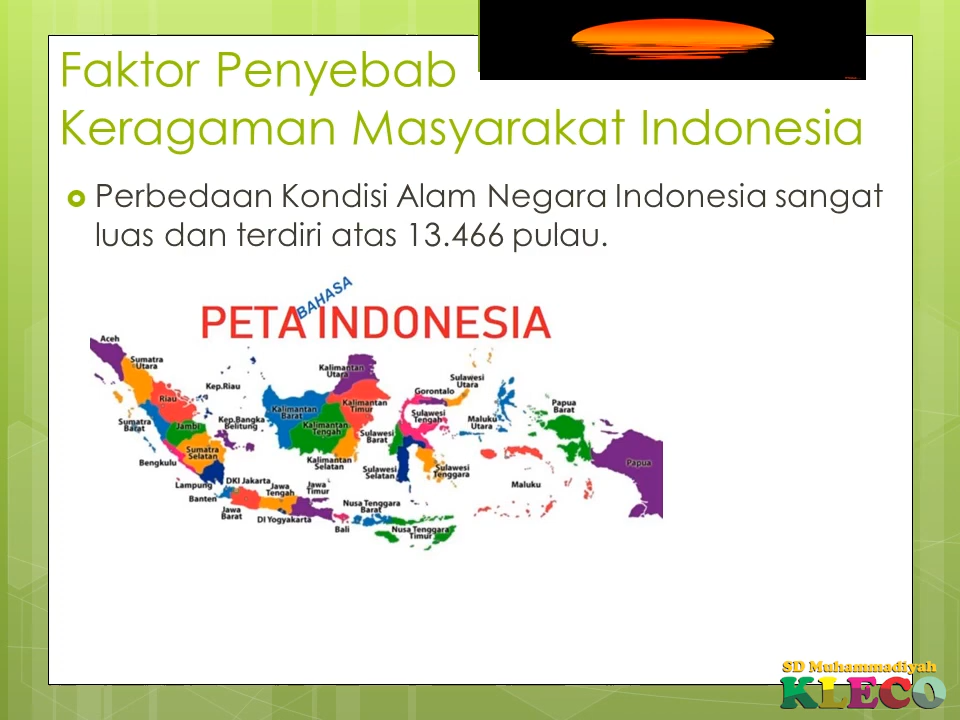 Faktor Penyebab
Keragaman Masyarakat Indonesia
Perbedaan Kondisi Alam Negara Indonesia sangat
luas dan terdiri atas 13.466 pulau.
BAHASA
PETA INDONESIA
Aceh
Sumatra
Utara
Riau
Kep.Riau
Sumatra
Barat
Jambi
Kep.Bangka
Belitung
Sumatra
Selatan
Bengkulu
Lampung
Banten
DKI Jakarta
Jawa
Barat
Jawa
Tengah
DI Yogyakarta
Jawa
Timur
Bali
Nusa Tenggara
Barat
Nusa Tenggara
Timur
Kalimantan
Utara
Kalimantan
Barat
Kalimantan
Timur
Kalimantan
Tengah
Kalimantan
Selatan
Sulawesi
Utara
Gorontalo
Sulawesi
Tengah
Sulawesi
Barat
Sulawesi
Selatan
Sulawesi
Tenggara
Maluku
Utara
Maluku
Papua
Barat
Papua
SD Muhammadiyah
KLECO